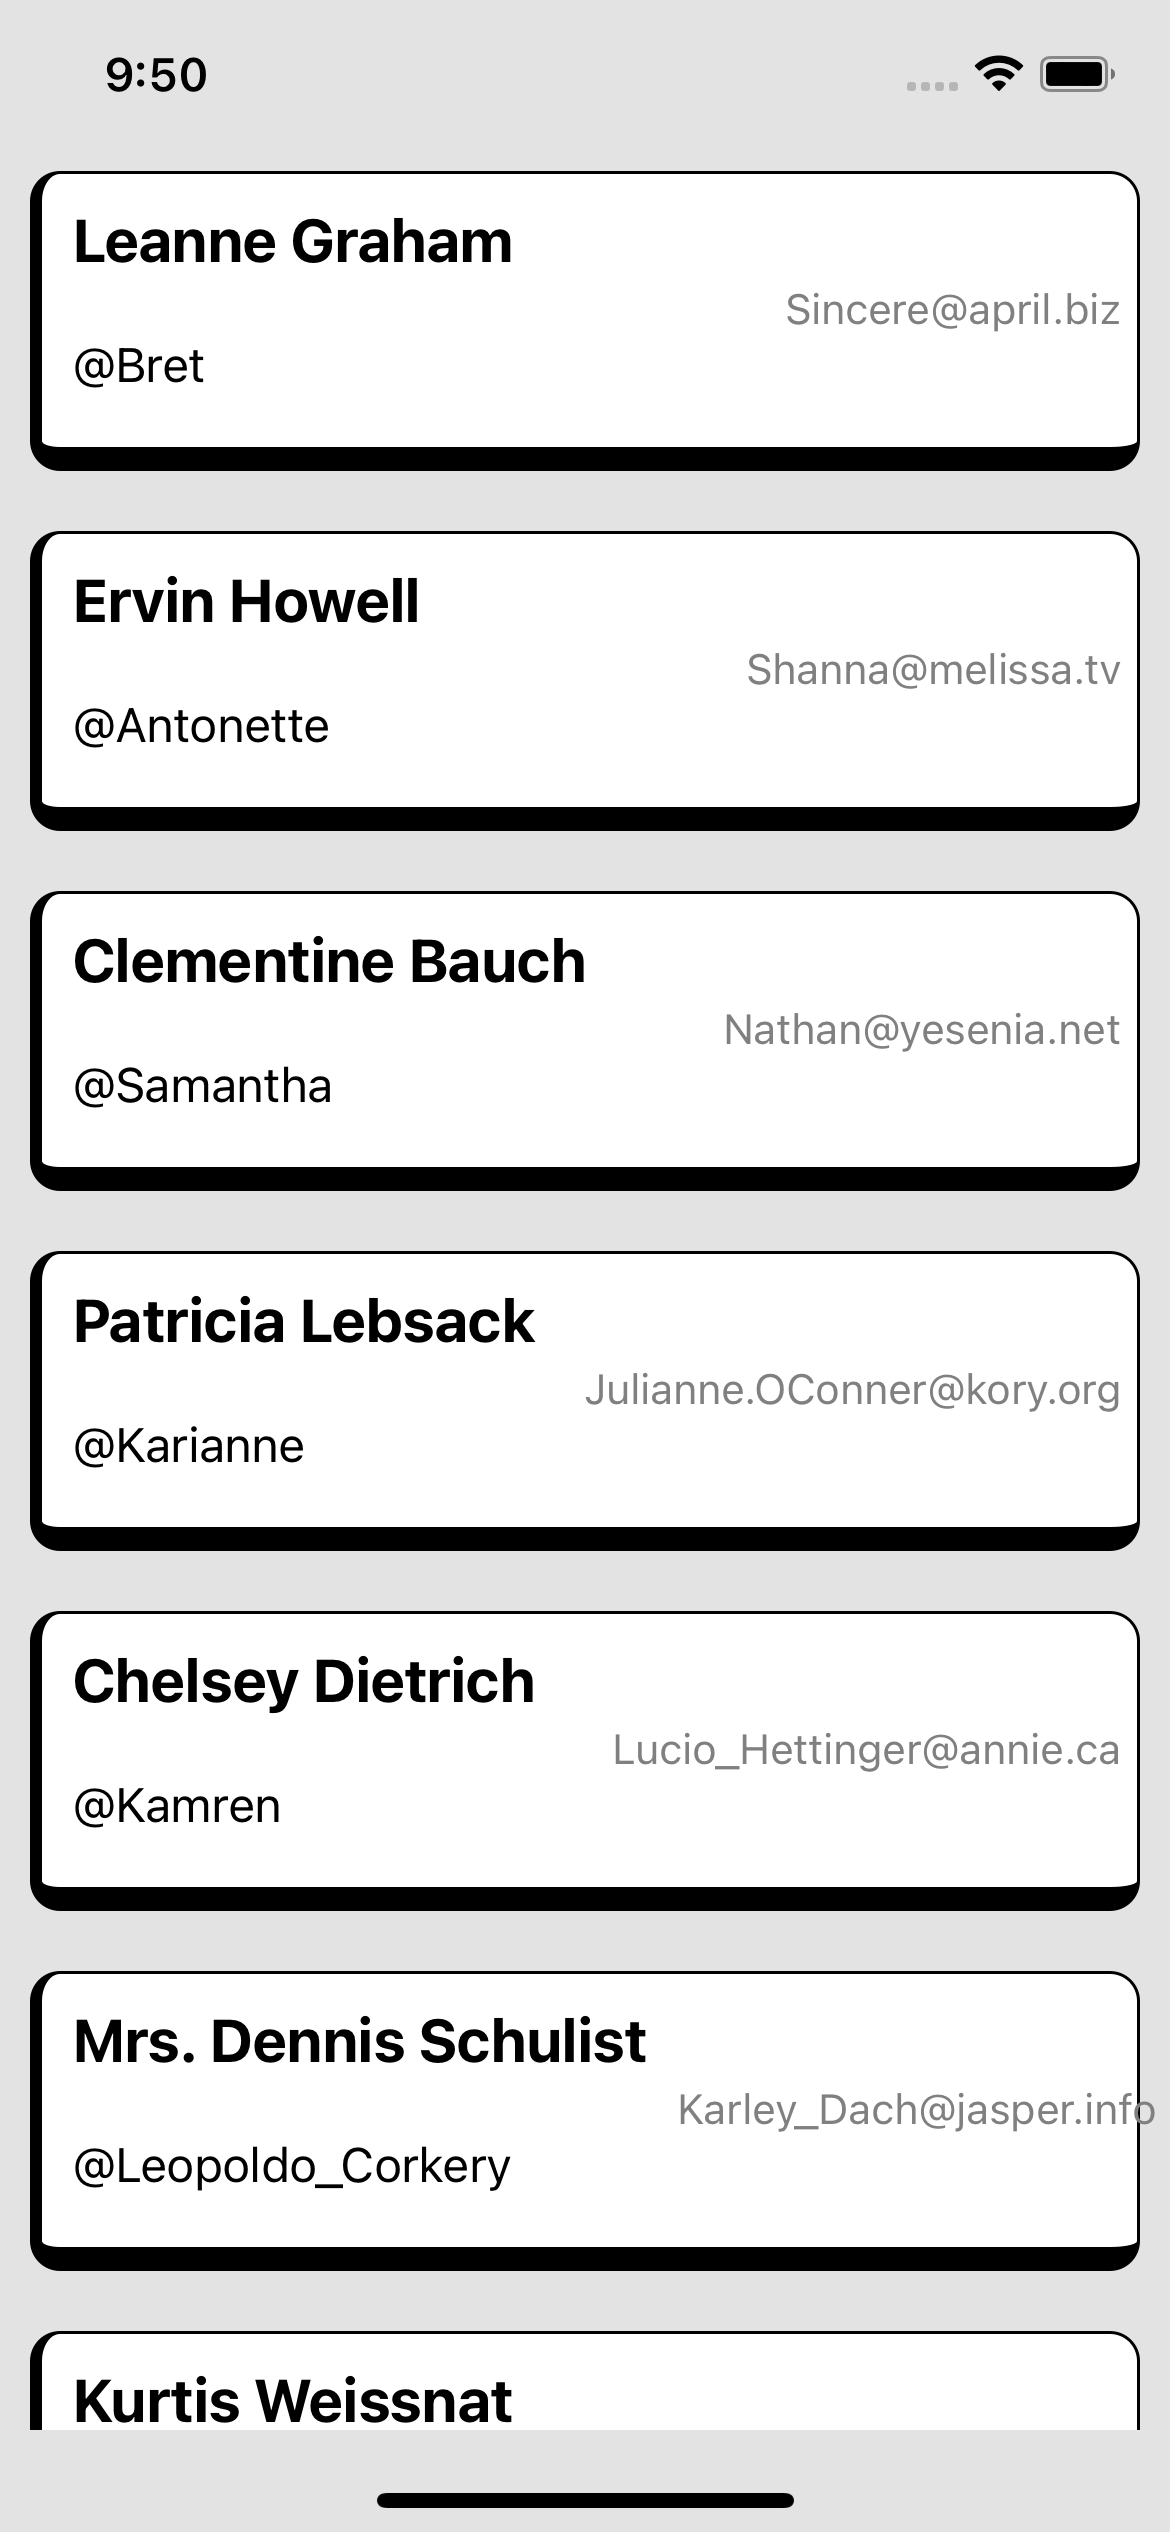 9:50
Leanne Graham
Sincere@april.biz
@Bret
Ervin Howell
Shanna@melissa.tv
@Antonette
Clementine Bauch
Nathan@yesenia.net
@Samantha
Patricia Lebsack
Julianne.OConner@kory.org
@Karianne
Chelsey Dietrich
Lucio_Hettinger@annie.ca
@Kamren
Mrs. Dennis Schulist
Karley_Dach@jasper.info
@Leopoldo_Corkery
Kurtis Weissnat